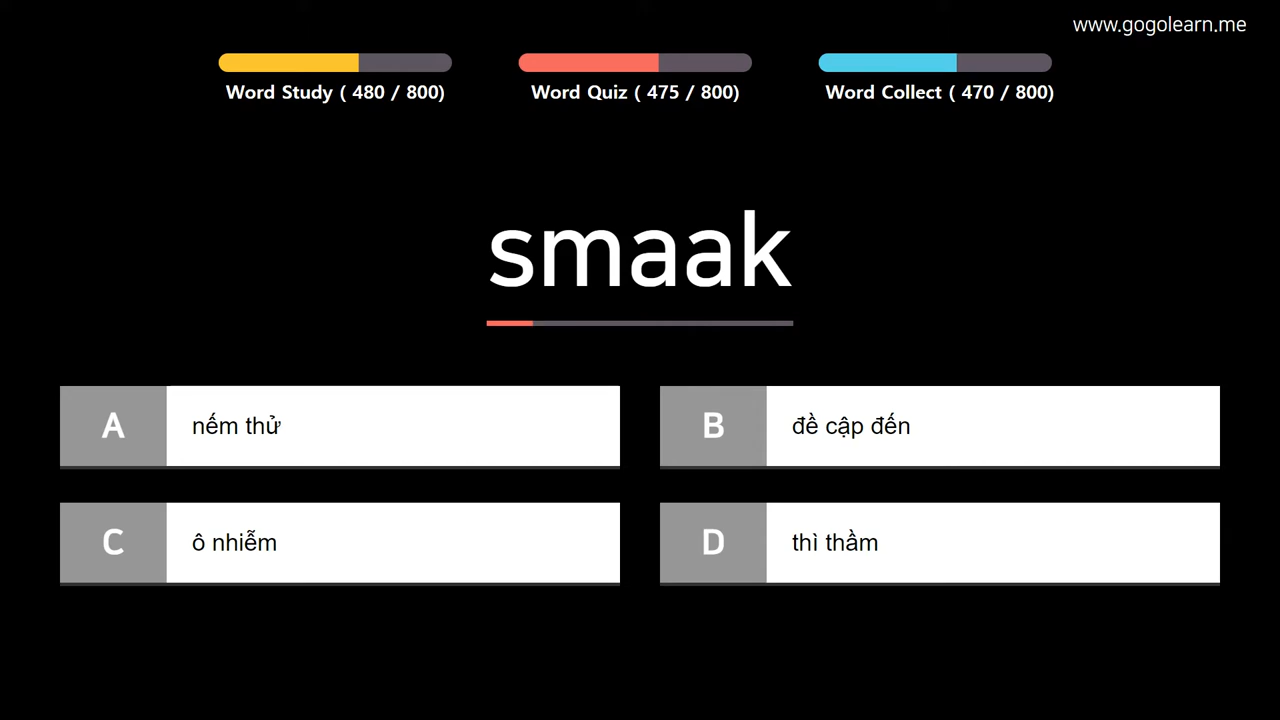 www.gogolearn.me
Word Study ( 480 / 800)
Word Quiz ( 475 / 800)
Word Collect ( 470 / 800)
smaak
A nếm thử
B đề cập đến
C ô nhiễm
D thì thầm